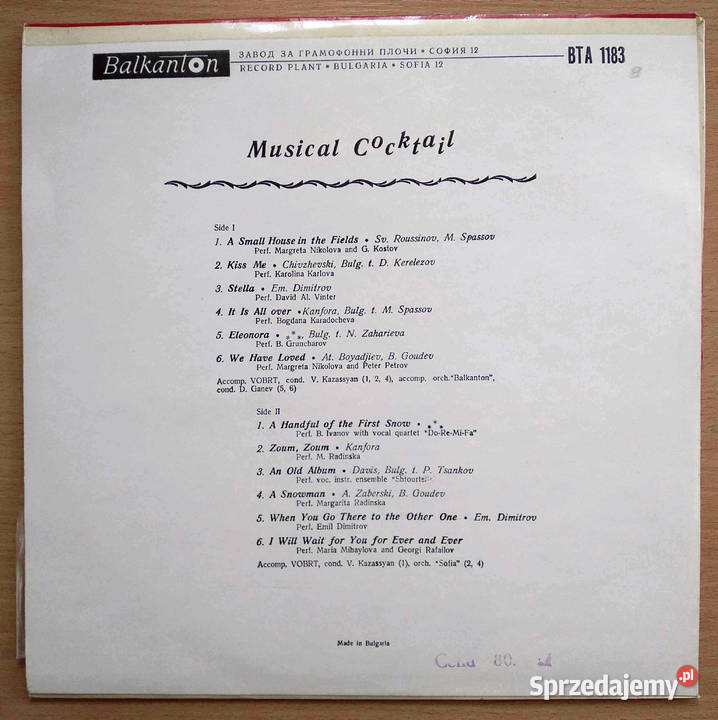 Balkanton
ЗАВОД ЗА ГРАМОФОННИ ПЛОЧИ • СОФИЯ 12
RECORD PLANT • BULGARIA • SOFIA 12
BTA 1183
Musical Cocktail
Side I
1. A Small House in the Fields • Sv. Roussinov, M. Spassov
Perf. Margreta Nikolova and G. Kostov
2. Kiss Me • Chivzhevski, Bulg. t. D. Kerelezov
Perf. Karolina Karlova
3. Stella • Em. Dimitrov
Perf. David Al. Vinter
4. It Is All over •Kanfora, Bulg. t. M. Spassov
Perf. Bogdana Karadocheva
5. Eleonora • ***, Bulg. t. N. Zaharieva
Perf. B. Gruncharov
6. We Have Loved • At. Boyadjiev, B. Goudev
Perf. Margreta Nikolova and Peter Petrov
Accomp. VOBRT, cond. V. Kazassyan (1, 2, 4), accomp. orch."Balkanton",
cond. D. Ganev (5, 6)
Side II
1. A Handful of the First Snow • ***
Perf. B. Ivanov with vocal quartet "Do-Re-Mi-Fa"
2. Zoum, Zoum • Kanfora
Perf. M. Radinska
3. An Old Album • Davis, Bulg. t. P. Tsankov
Perf. voc. instr. ensemble
4. A Snowman • A. Zaberski, B. Goudev
Perf. Margarita Radinska
5. When You Go There to the Other One • Em. Dimitrov
Perf. Emil Dimitrov
6. I Will Wait for You for Ever and Ever
Perf. Maria Mihaylova and Georgi Rafailov
Accomp. VOBRT, cond. V. Kazassyan (1), orch. "Sofia" (2, 4)
Made in Bulgaria
Cena 80.
Sprzedajemy.pl